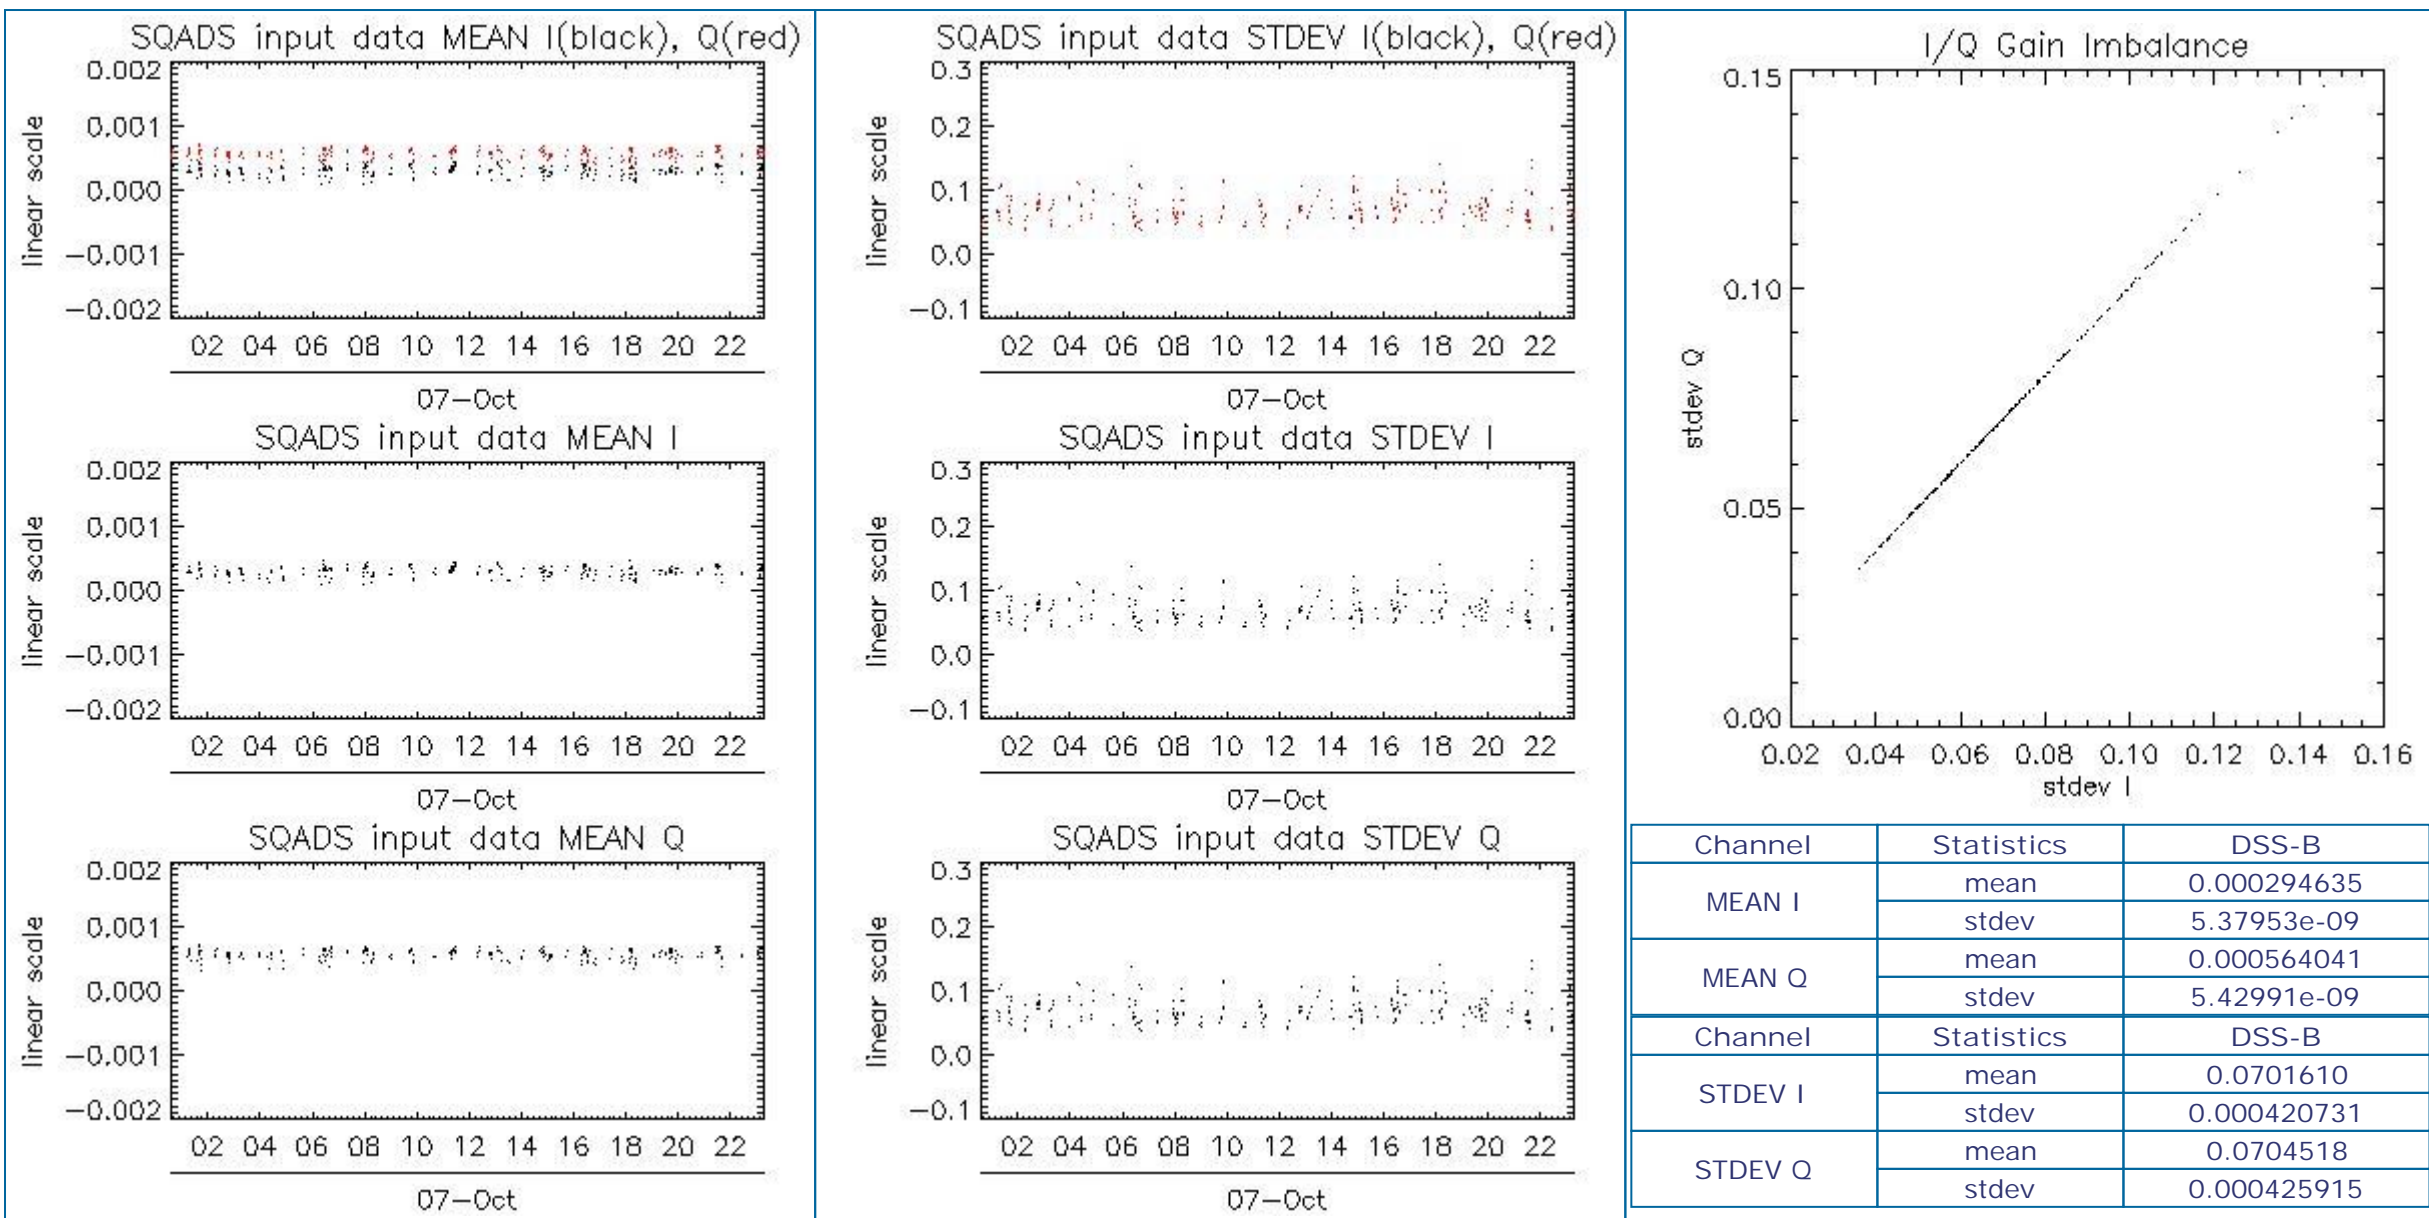 SQADS input data MEAN I(black), Q(red)
0.002
0.001
0.000
−0.001
−0.002
linear scale
02 04 06 08 10 12 14 16 18 20 22
07−Oct
SQADS input data MEAN I
0.002
0.001
0.000
−0.001
−0.002
linear scale
02 04 06 08 10 12 14 16 18 20 22
07−Oct
SQADS input data MEAN Q
0.002
0.001
0.000
−0.001
−0.002
linear scale
02 04 06 08 10 12 14 16 18 20 22
07−Oct
SQADS input data STDEV I(black), Q(red)
0.3
0.2
0.1
0.0
−0.1
linear scale
02 04 06 08 10 12 14 16 18 20 22
07−Oct
SQADS input data STDEV I
0.3
0.2
0.1
0.0
−0.1
linear scale
02 04 06 08 10 12 14 16 18 20 22
07−Oct
SQADS input data STDEV Q
0.3
0.2
0.1
0.0
−0.1
linear scale
02 04 06 08 10 12 14 16 18 20 22
07−Oct
I/Q Gain Imbalance
0.15
0.10
0.05
0.00
stdev Q
0.02 0.04 0.06 0.08 0.10 0.12 0.14 0.16
stdev I
Channel Statistics DSS-B
MEAN I mean 0.000294635
stdev 5.37953e-09
MEAN Q mean 0.000564041
stdev 5.42991e-09
Channel Statistics DSS-B
STDEV I mean 0.0701610
stdev 0.000420731
STDEV Q mean 0.0704518
stdev 0.000425915